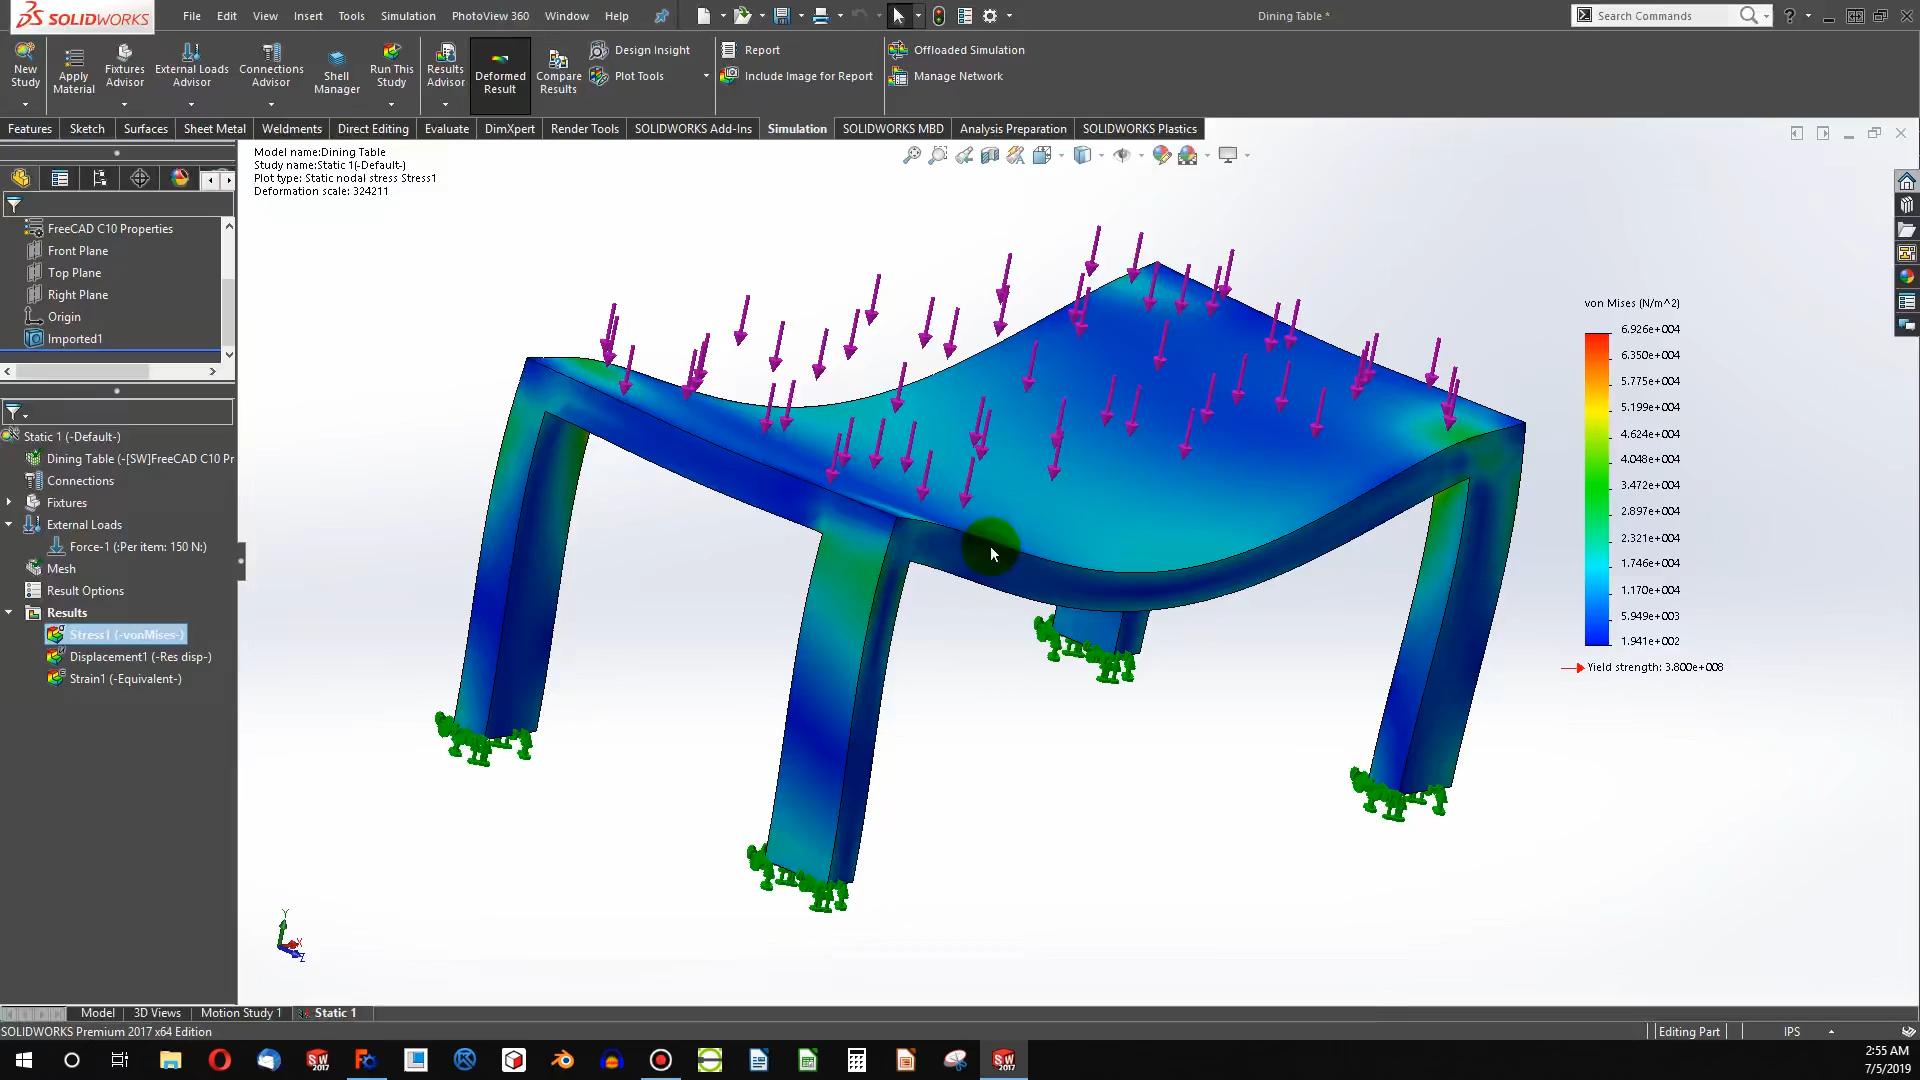 SOLIDWORKS
File Edit View Insert Tools Simulation PhotoView 360 Window Help
Dining Table *
Search Commands
New Study
Apply Material
Fixtures Advisor
External Loads Advisor
Connections Advisor
Shell Manager
Run This Study
Results Advisor
Deformed Result
Compare Results
Design Insight
Plot Tools
Report
Include Image for Report
Offloaded Simulation
Manage Network
Features Sketch Surfaces Sheet Metal Weldments Direct Editing Evaluate DimXpert Render Tools SOLIDWORKS Add-Ins Simulation SOLIDWORKS MBD Analysis Preparation SOLIDWORKS Plastics
Model name:Dining Table
Study name:Static 1(-Default-)
Plot type: Static nodal stress Stress1
Deformation scale: 324211
FreeCAD C10 Properties
Front Plane
Top Plane
Right Plane
Origin
Imported1
Static 1 (-Default-)
Dining Table (-[SW]FreeCAD C10 Pr
Connections
Fixtures
External Loads
Force-1 (:Per item: 150 N:)
Mesh
Result Options
Results
Stress1 (-vonMises-)
Displacement1 (-Res disp-)
Strain1 (-Equivalent-)
von Mises (N/m^2)
6.926e+004
6.350e+004
5.775e+004
5.199e+004
4.624e+004
4.048e+004
3.472e+004
2.897e+004
2.321e+004
1.746e+004
1.170e+004
5.949e+003
1.941e+002
Yield strength: 3.800e+008
Y
X
Z
Model 3D Views Motion Study 1 Static 1
SOLIDWORKS Premium 2017 x64 Edition
Editing Part
IPS
SW 2017
SW 2017
2:55 AM
7/5/2019